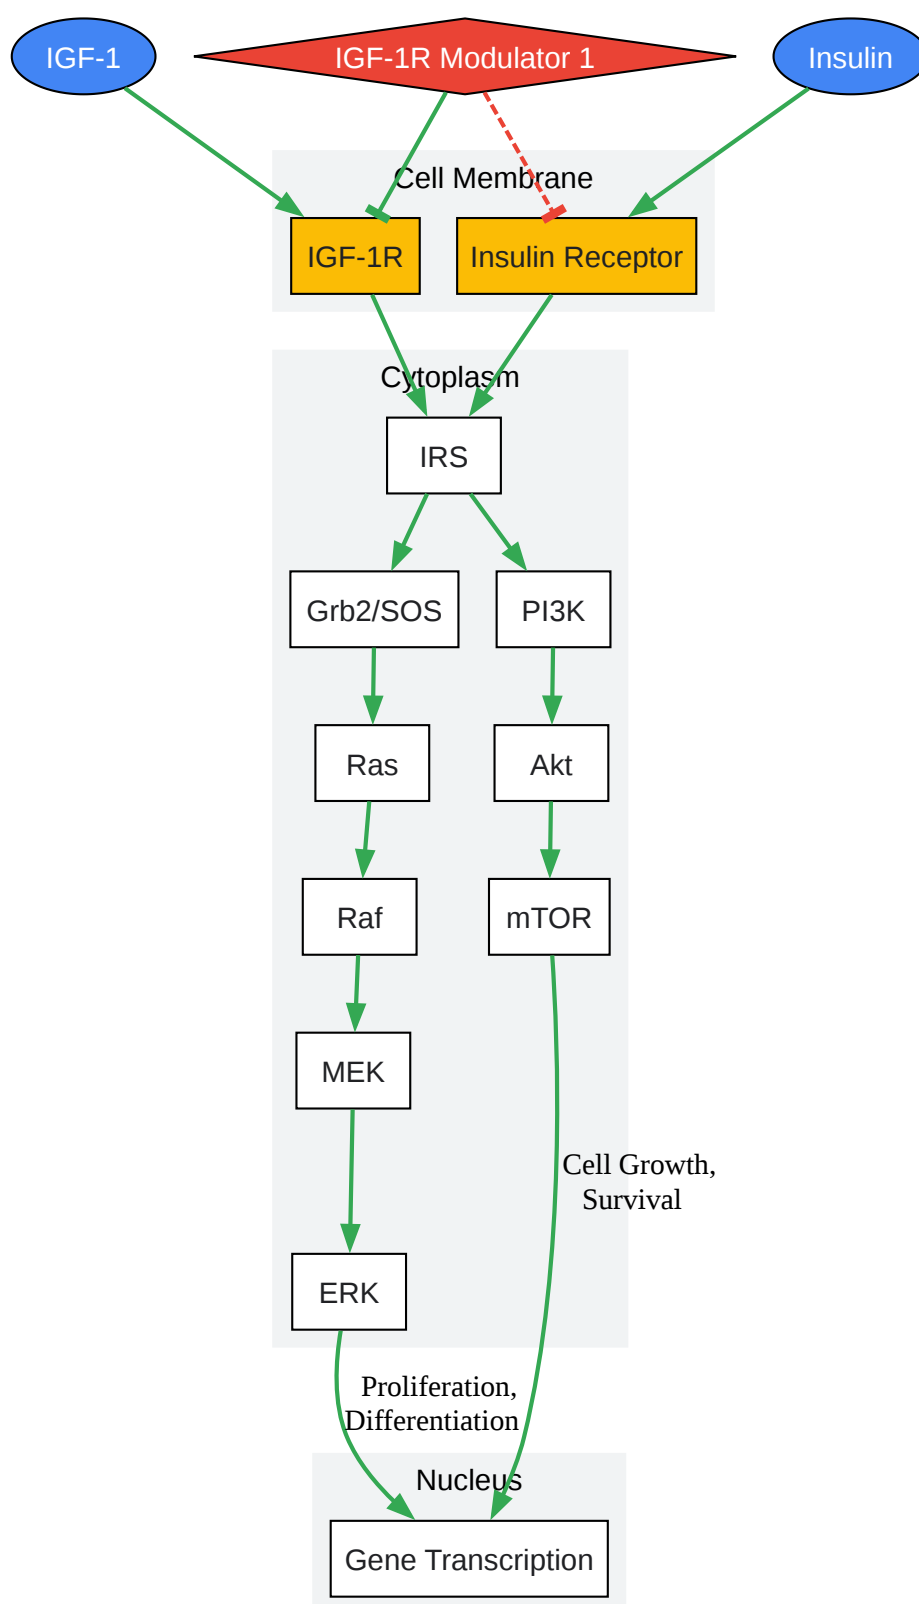 IGF-1
IGF-1R Modulator 1
Insulin
Cell Membrane
IGF-1R
Insulin Receptor
Cytoplasm
IRS
Grb2/SOS
PI3K
Ras
Akt
Raf
mTOR
MEK
Cell Growth,
Survival
ERK
Proliferation,
Differentiation
Nucleus
Gene Transcription